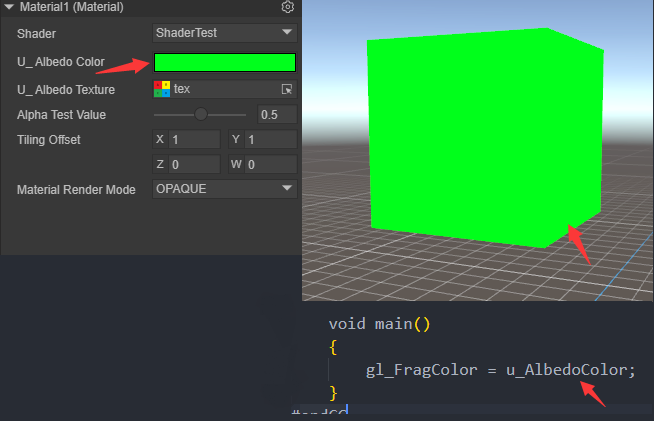 Material1 (Material)
Shader ShaderTest
U_ Albedo Color
U_ Albedo Texture tex
Alpha Test Value 0.5
Tiling Offset X 1 Y 1
Z 0 W 0
Material Render Mode OPAQUE
void main()
{
gl_FragColor = u_AlbedoColor;
}